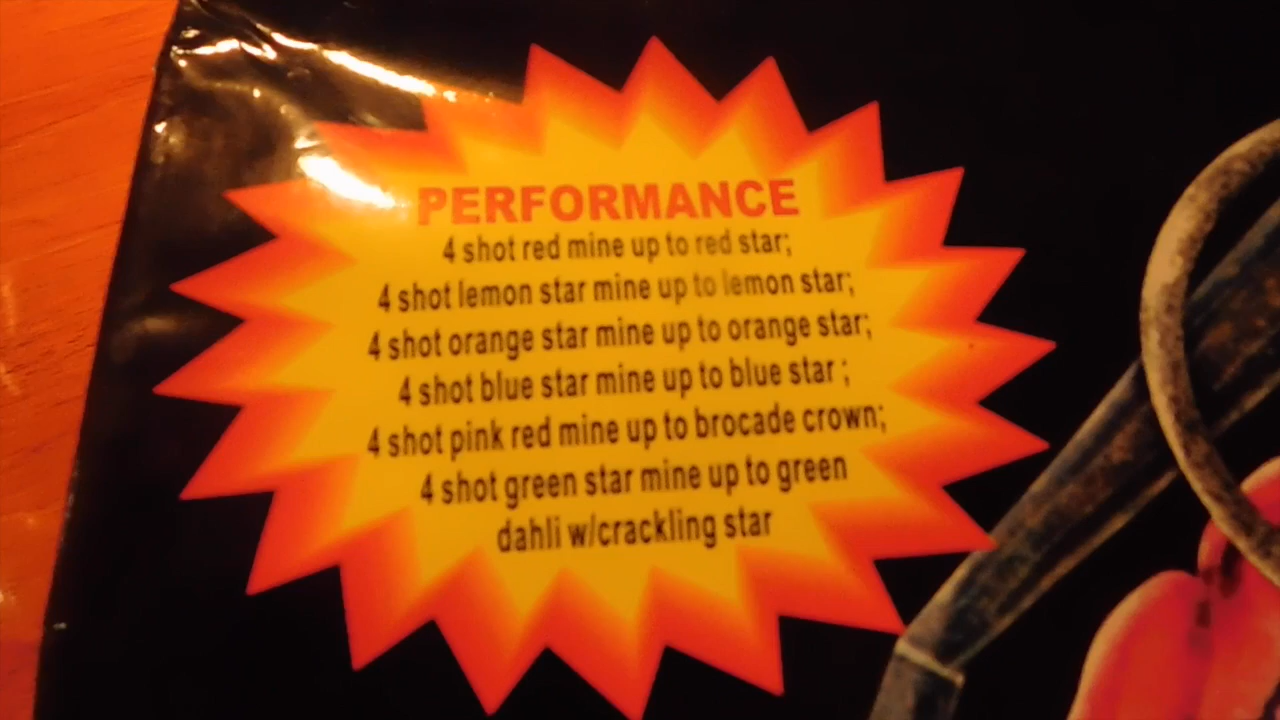 PERFORMANCE
4 shot red mine up to red star;
4 shot lemon star mine up to lemon star;
4 shot orange star mine up to orange star;
4 shot blue star mine up to blue star ;
4 shot pink red mine up to brocade crown;
4 shot green star mine up to green
dahli w/crackling star